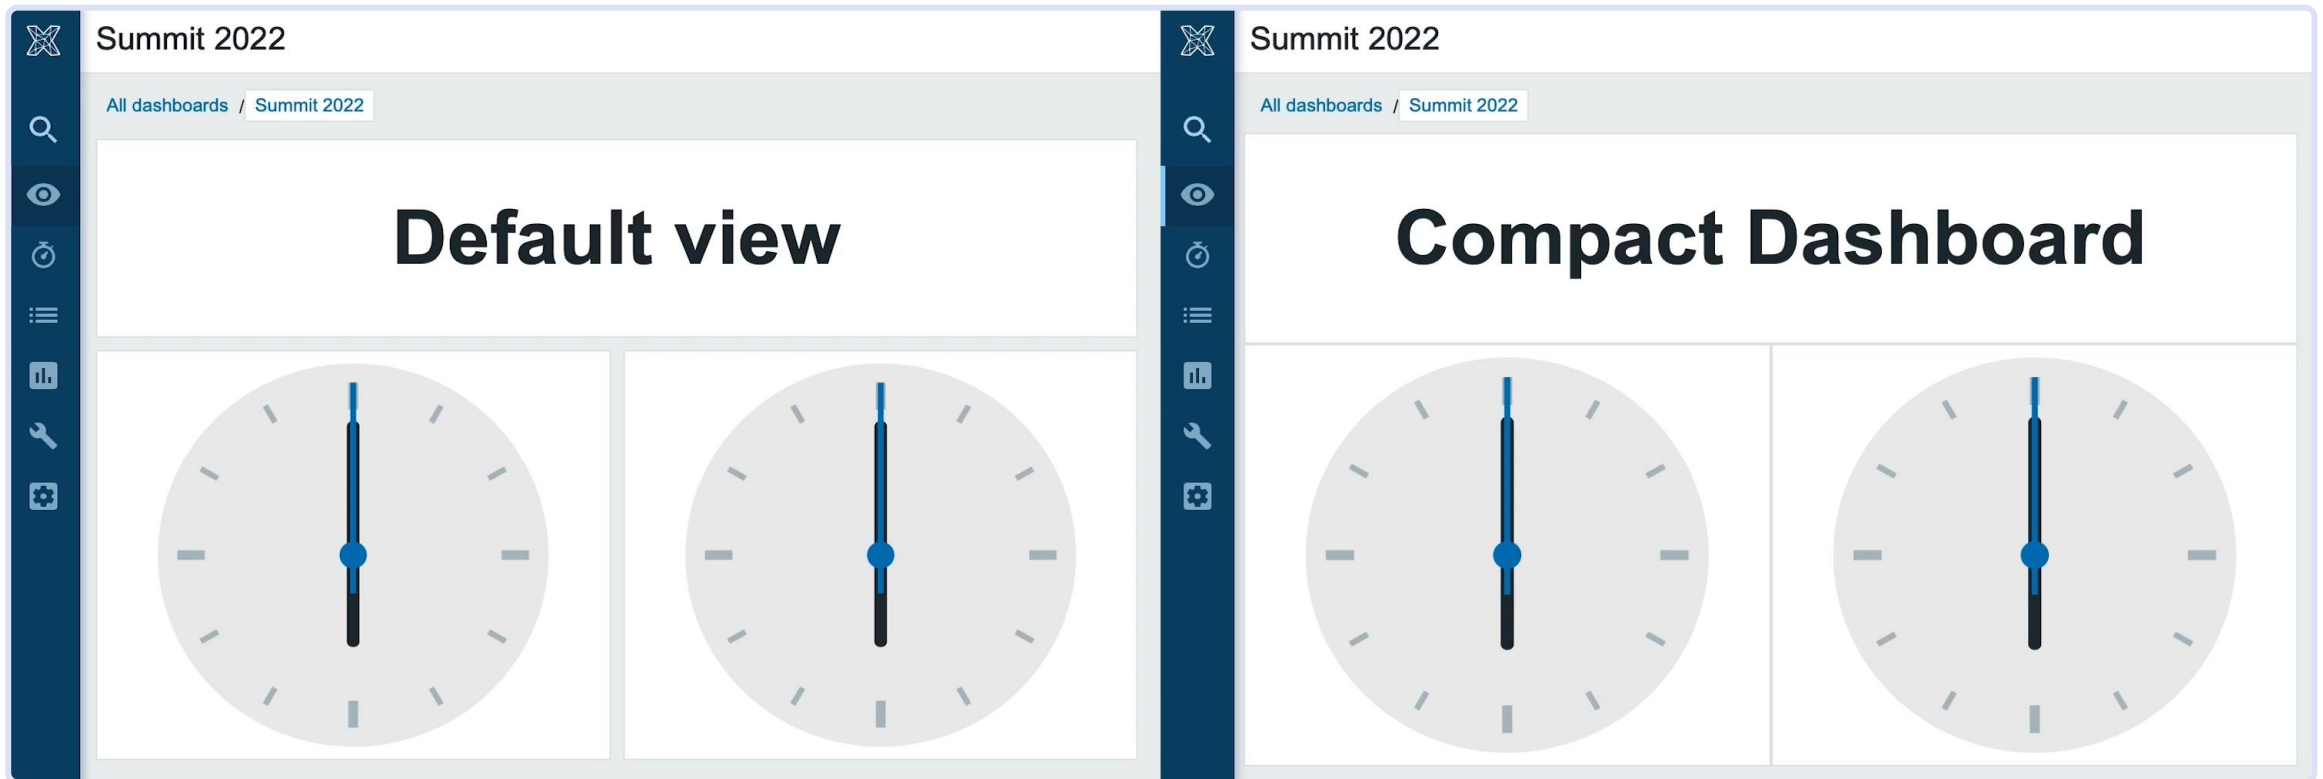 Summit 2022
All dashboards / Summit 2022
Default view
Summit 2022
All dashboards / Summit 2022
Compact Dashboard